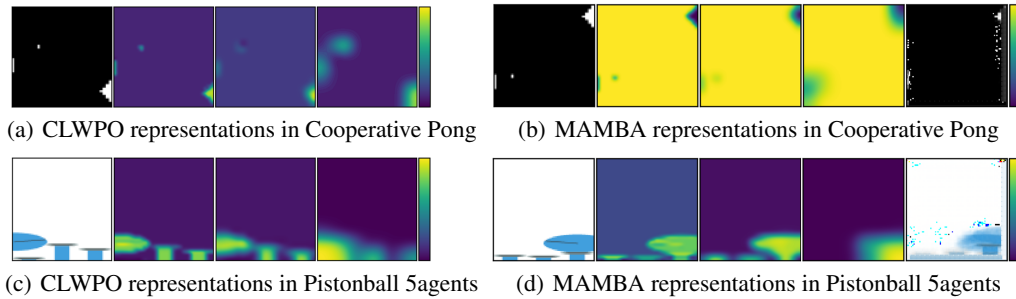 (a) CLWPO representations in Cooperative Pong
(b) MAMBA representations in Cooperative Pong
(c) CLWPO representations in Pistonball 5agents
(d) MAMBA representations in Pistonball 5agents